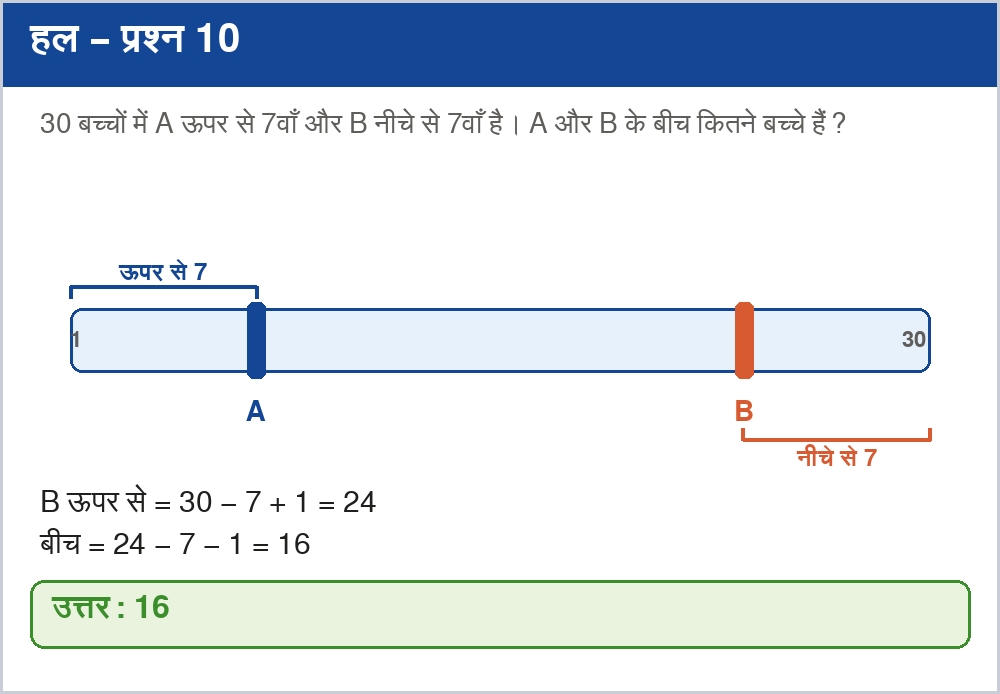 हल – प्रश्न 10
30 बच्चों में A ऊपर से 7वाँ और B नीचे से 7वाँ है। A और B के बीच कितने बच्चे हैं?
ऊपर से 7
1
30
A
B
नीचे से 7
B ऊपर से = 30 – 7 + 1 = 24
बीच = 24 – 7 – 1 = 16
उत्तर : 16